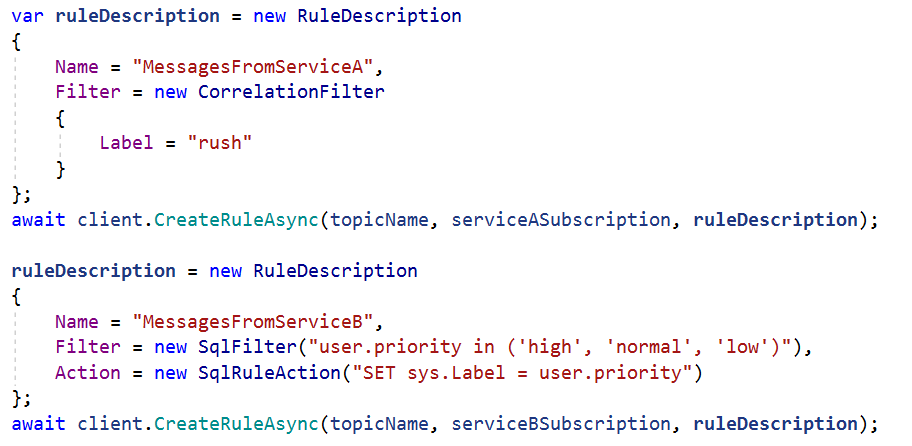 var ruleDescription = new RuleDescription
{
    Name = "MessagesFromServiceA",
    Filter = new CorrelationFilter
    {
        Label = "rush"
    }
};
await client.CreateRuleAsync(topicName, serviceASubscription, ruleDescription);

ruleDescription = new RuleDescription
{
    Name = "MessagesFromServiceB",
    Filter = new SqlFilter("user.priority in ('high', 'normal', 'low')"),
    Action = new SqlRuleAction("SET sys.Label = user.priority")
};
await client.CreateRuleAsync(topicName, serviceBSubscription, ruleDescription);